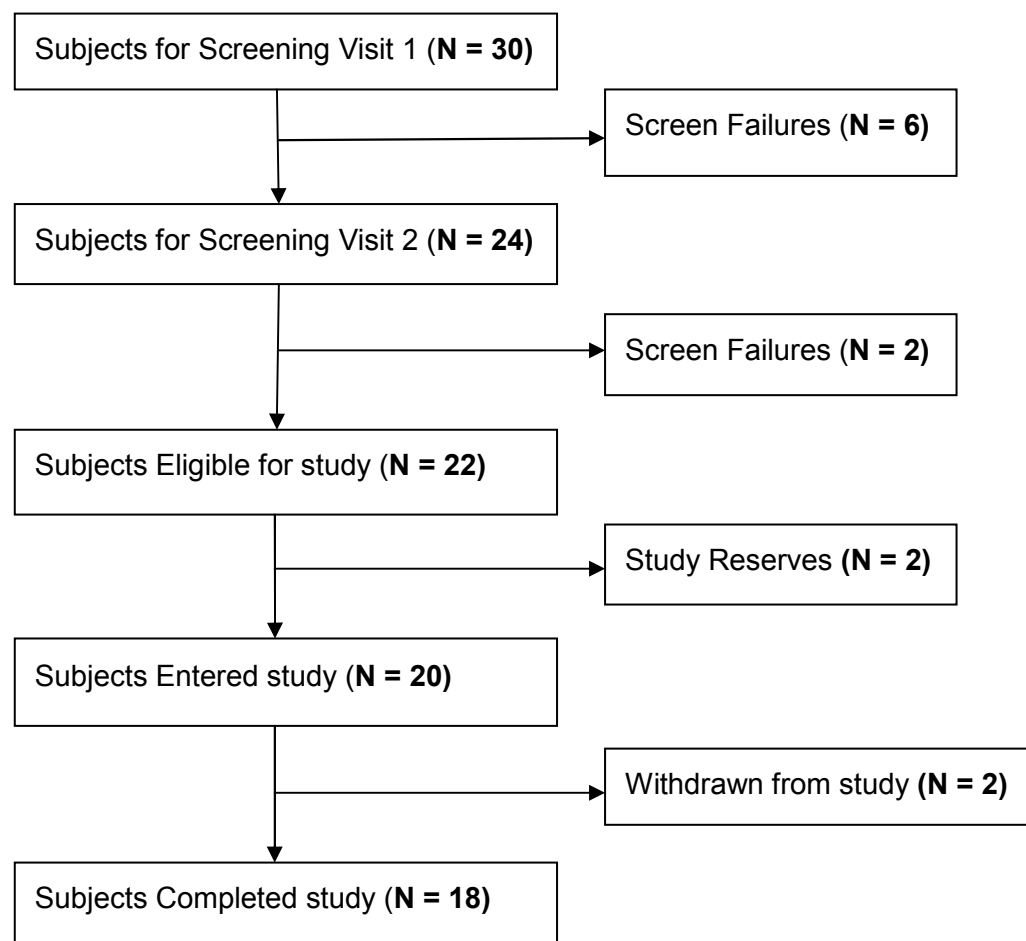 Subjects for Screening Visit 1 (N = 30)
Screen Failures (N = 6)
Subjects for Screening Visit 2 (N = 24)
Screen Failures (N = 2)
Subjects Eligible for study (N = 22)
Study Reserves (N = 2)
Subjects Entered study (N = 20)
Withdrawn from study (N = 2)
Subjects Completed study (N = 18)